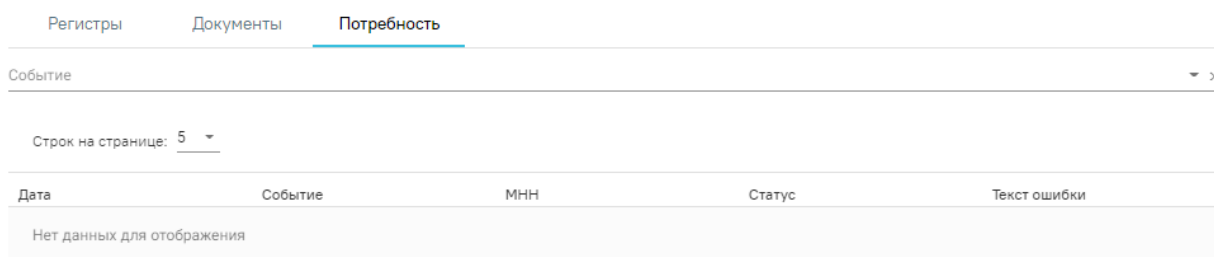 Регистры Документы Потребность
Событие
Строк на странице: 5
Дата Событие МНН Статус Текст ошибки
Нет данных для отображения